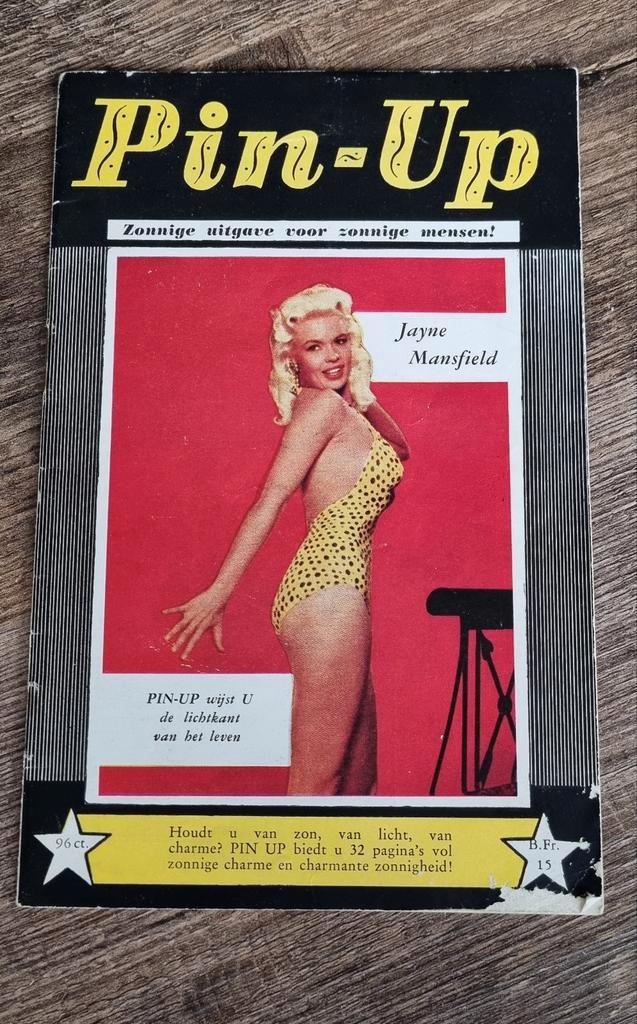 Pin-Up
Zonnige uitgave voor zonnige mensen!
Jayne
Mansfield
PIN-UP wijst U
de lichtkant
van het leven
96 ct.
Houdt u van zon, van licht, van
charme? PIN UP biedt u 32 pagina's vol
zonnige charme en charmante zonnigheid!
B.Fr.
15